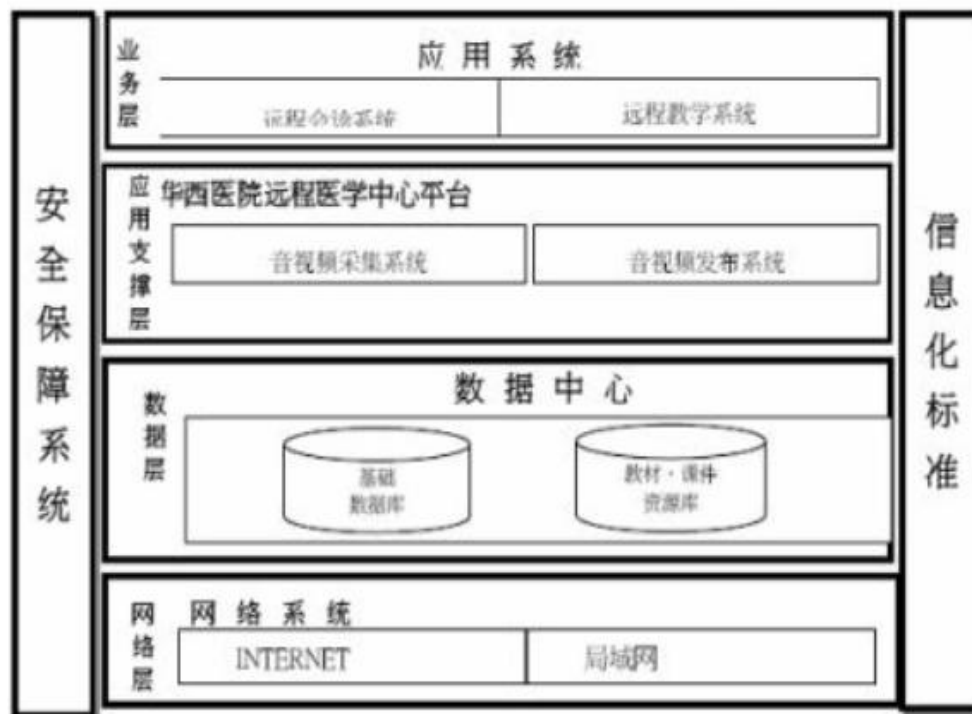 安全保障系统
业务层
应用系统
远程会诊系统
远程教学系统
应用支撑层
华西医院远程医学中心平台
音视频采集系统
音视频发布系统
数据层
数据中心
基础
数据库
教材·课件
资源库
网络层
网络系统
INTERNET
局域网
信息化标准